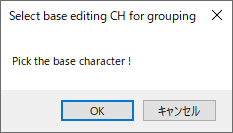 Select base editing CH for grouping
Pick the base character !
OK
キャンセル